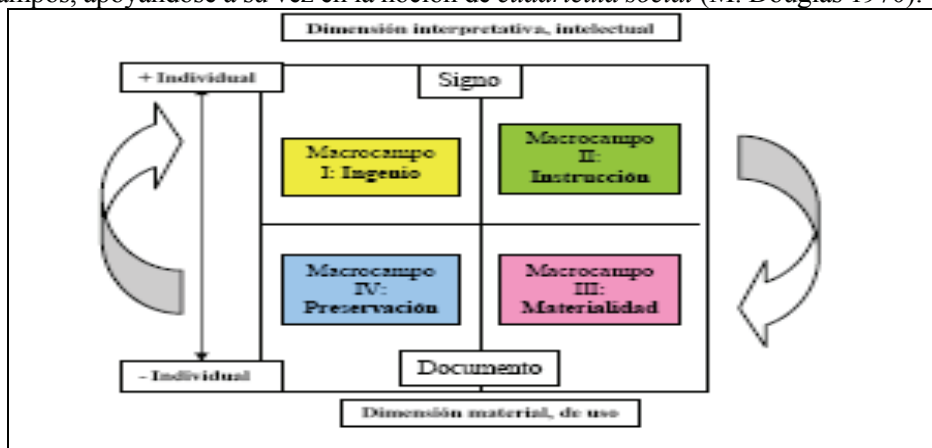 campos, apoyándose a su vez en la noción de cuadrícula social (M. Douglas 1970).
Dimensión interpretativa, intelectual
+ Individual
Signo
Macrocampo
I: Ingenio
Macrocampo
II:
Instrucción
Macrocampo
IV:
Preservación
Macrocampo
III:
Materialidad
Documento
- Individual
Dimensión material, de uso